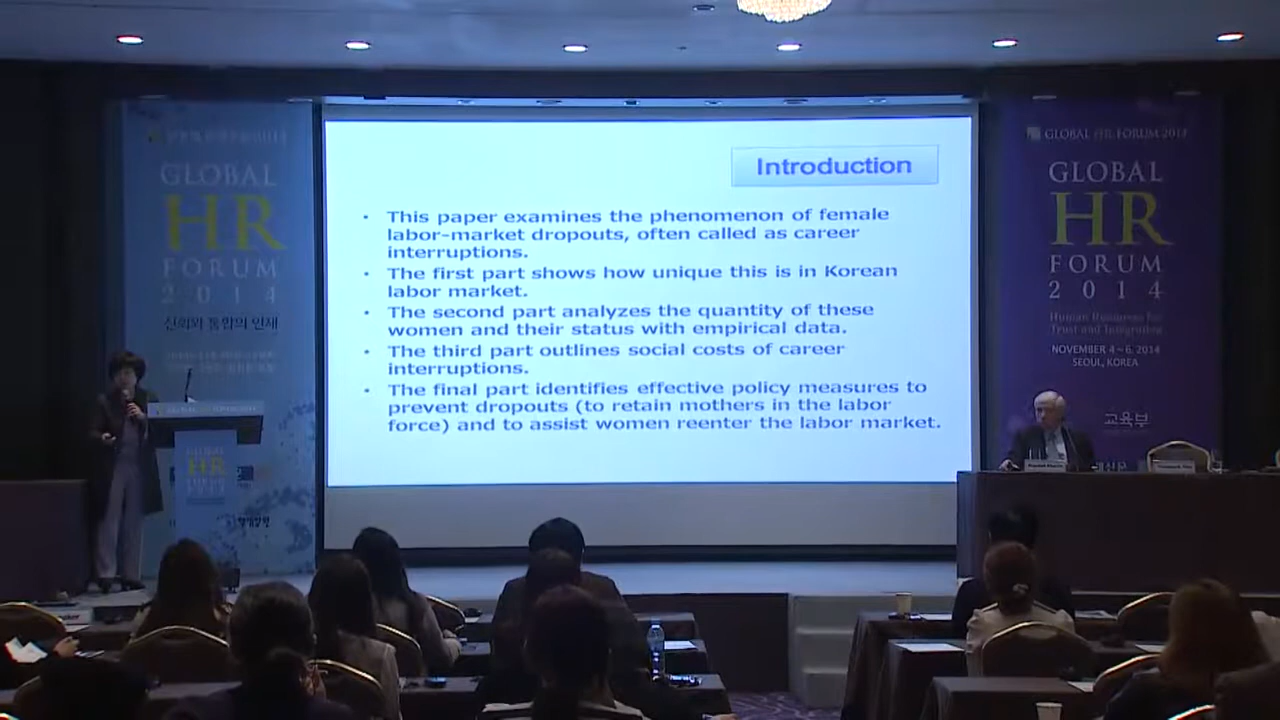 Introduction
• This paper examines the phenomenon of female
labor-market dropouts, often called as career
interruptions.
• The first part shows how unique this is in Korean
labor market.
• The second part analyzes the quantity of these
women and their status with empirical data.
• The third part outlines social costs of career
interruptions.
• The final part identifies effective policy measures to
prevent dropouts (to retain mothers in the labor
force) and to assist women reenter the labor market.
GLOBAL
HR
FORUM
2014
신뢰와 통합의 인재
GLOBAL HR FORUM 2014
GLOBAL
HR
FORUM
2014
Human Resources for
Trust and Integration
NOVEMBER 4~6, 2014
SEOUL, KOREA
교육부
GLOBAL
HR